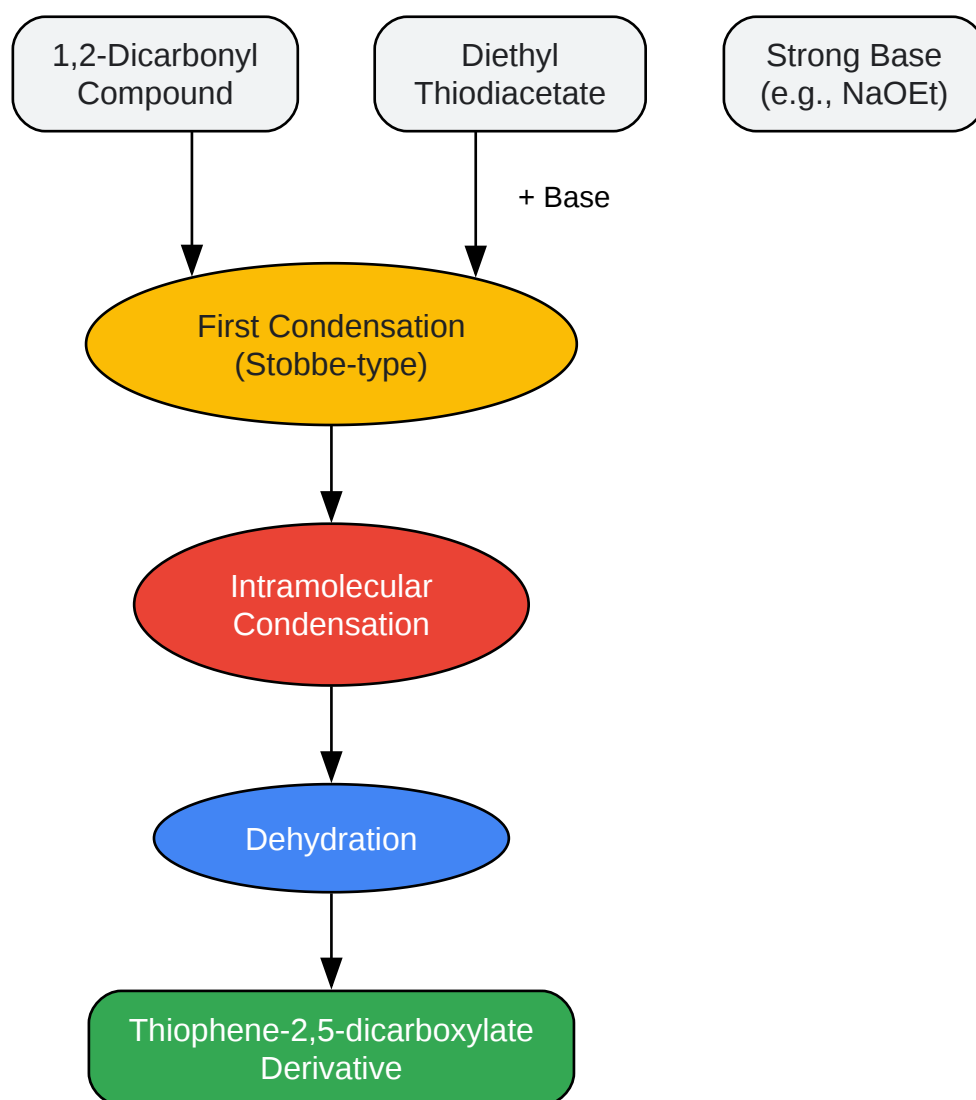 1,2-Dicarbonyl
Compound
Diethyl
Thiodiacetate
Strong Base
(e.g., NaOEt)
+ Base
First Condensation
(Stobbe-type)
Intramolecular
Condensation
Dehydration
Thiophene-2,5-dicarboxylate
Derivative